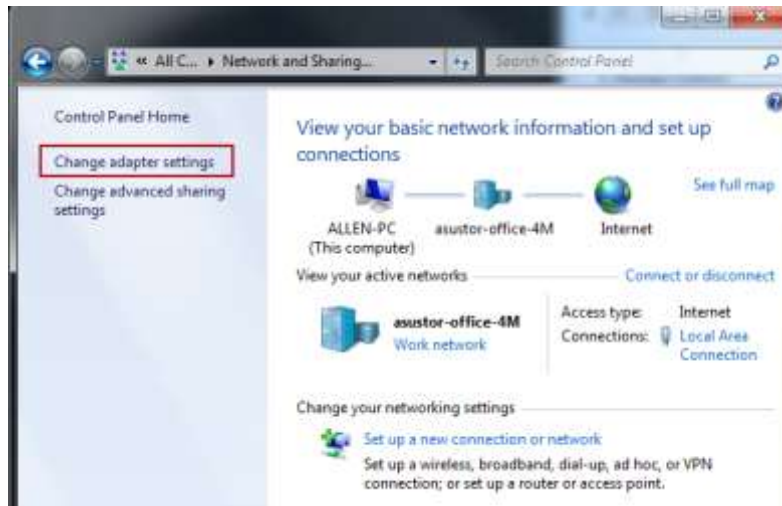 « All C... ▸ Network and Sharing...
Search Control Panel
Control Panel Home
Change adapter settings
Change advanced sharing
settings
View your basic network information and set up
connections
See full map
ALLEN-PC
(This computer)
asustor-office-4M
Internet
View your active networks
Connect or disconnect
asustor-office-4M
Work network
Access type: Internet
Connections: Local Area
Connection
Change your networking settings
Set up a new connection or network
Set up a wireless, broadband, dial-up, ad hoc, or VPN
connection; or set up a router or access point.